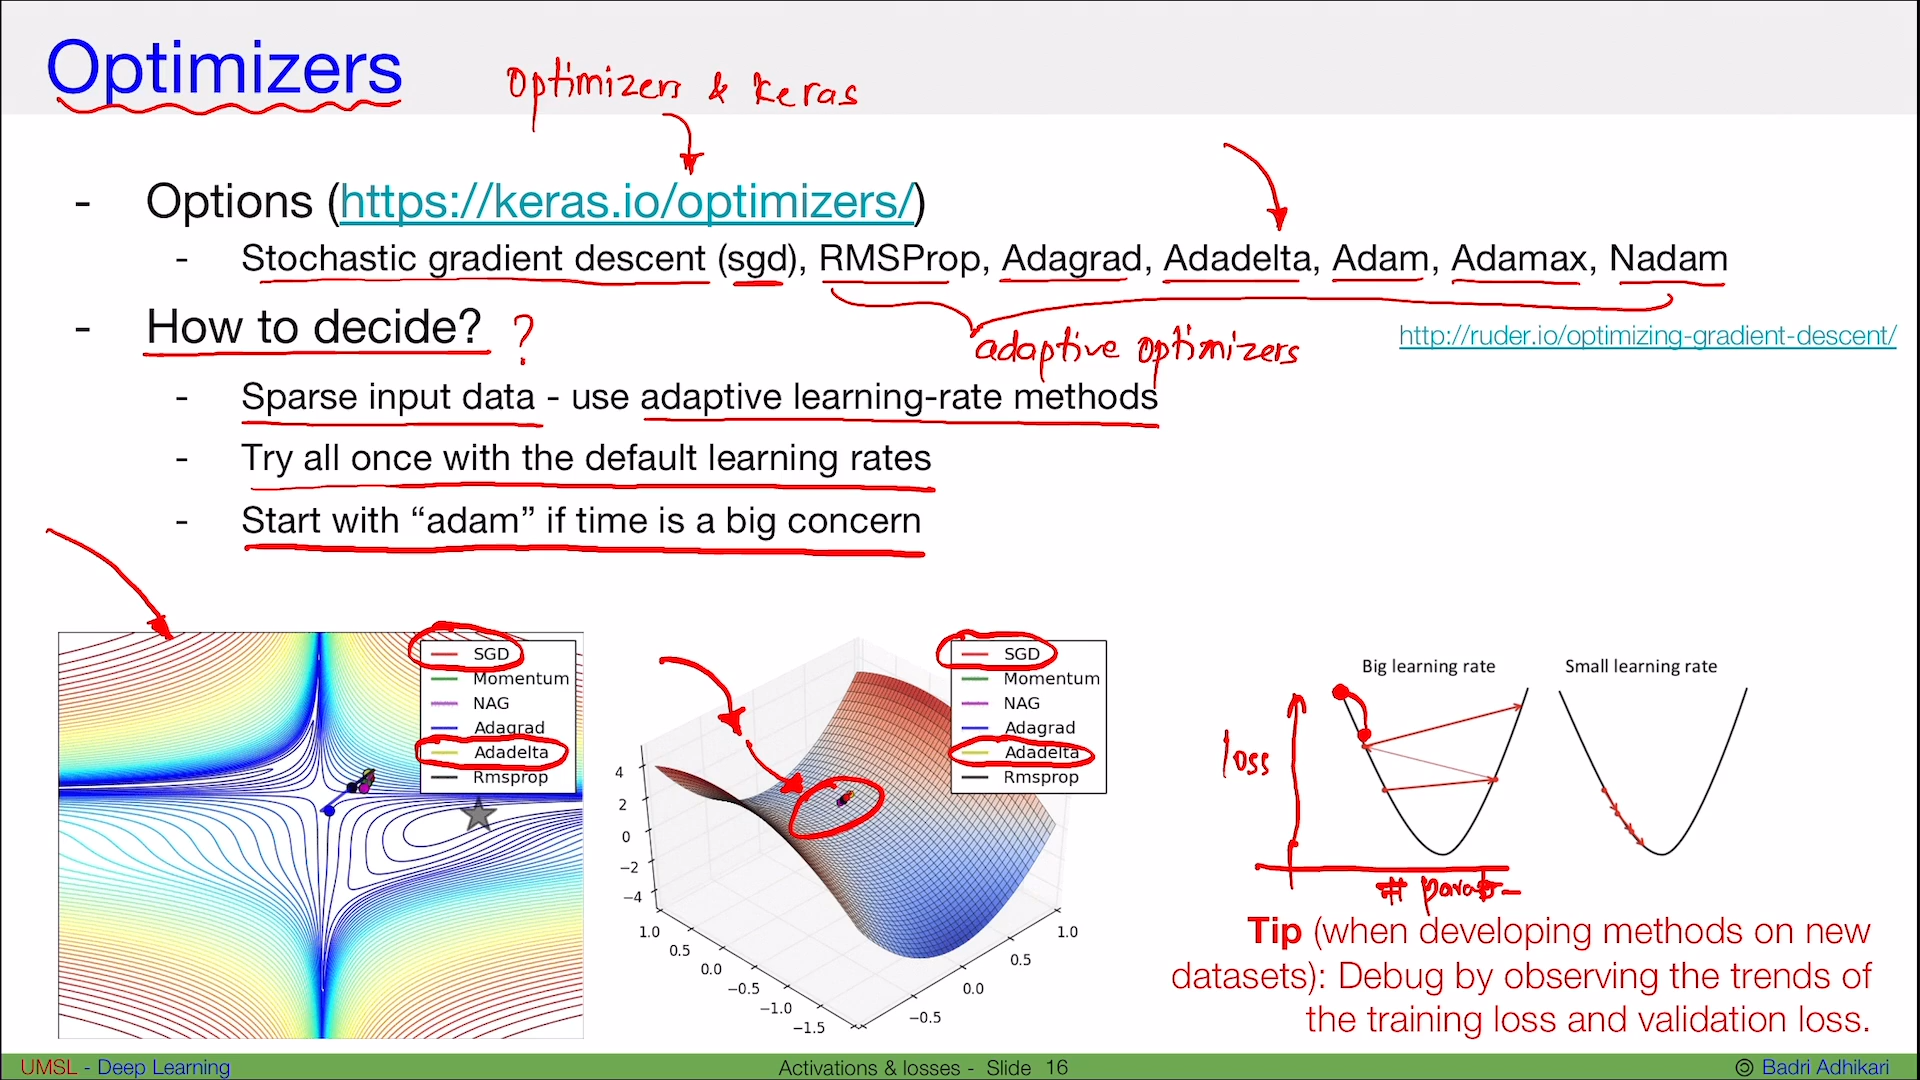 Optimizers
Optimizers & keras
- Options (https://keras.io/optimizers/)
- Stochastic gradient descent (sgd), RMSProp, Adagrad, Adadelta, Adam, Adamax, Nadam
- How to decide? ?
http://ruder.io/optimizing-gradient-descent/
adaptive optimizers
- Sparse input data - use adaptive learning-rate methods
- Try all once with the default learning rates
- Start with “adam” if time is a big concern
SGD
Momentum
NAG
Adagrad
Adadelta
Rmsprop
SGD
Momentum
NAG
Adagrad
Adadelta
Rmsprop
4
2
0
−2
−4
1.0
0.5
0.0
−0.5
−1.0
−1.5
−0.5
0.0
0.5
1.0
Big learning rate
Small learning rate
loss
#
Tip (when developing methods on new
datasets): Debug by observing the trends of
the training loss and validation loss.
UMSL - Deep Learning
Activations & losses - Slide 16
© Badri Adhikari